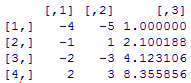 [,1] [,2] [,3]
[1,] -4 -5 1.000000
[2,] -1 1 2.100188
[3,] -2 -3 4.123106
[4,] 2 3 8.355855